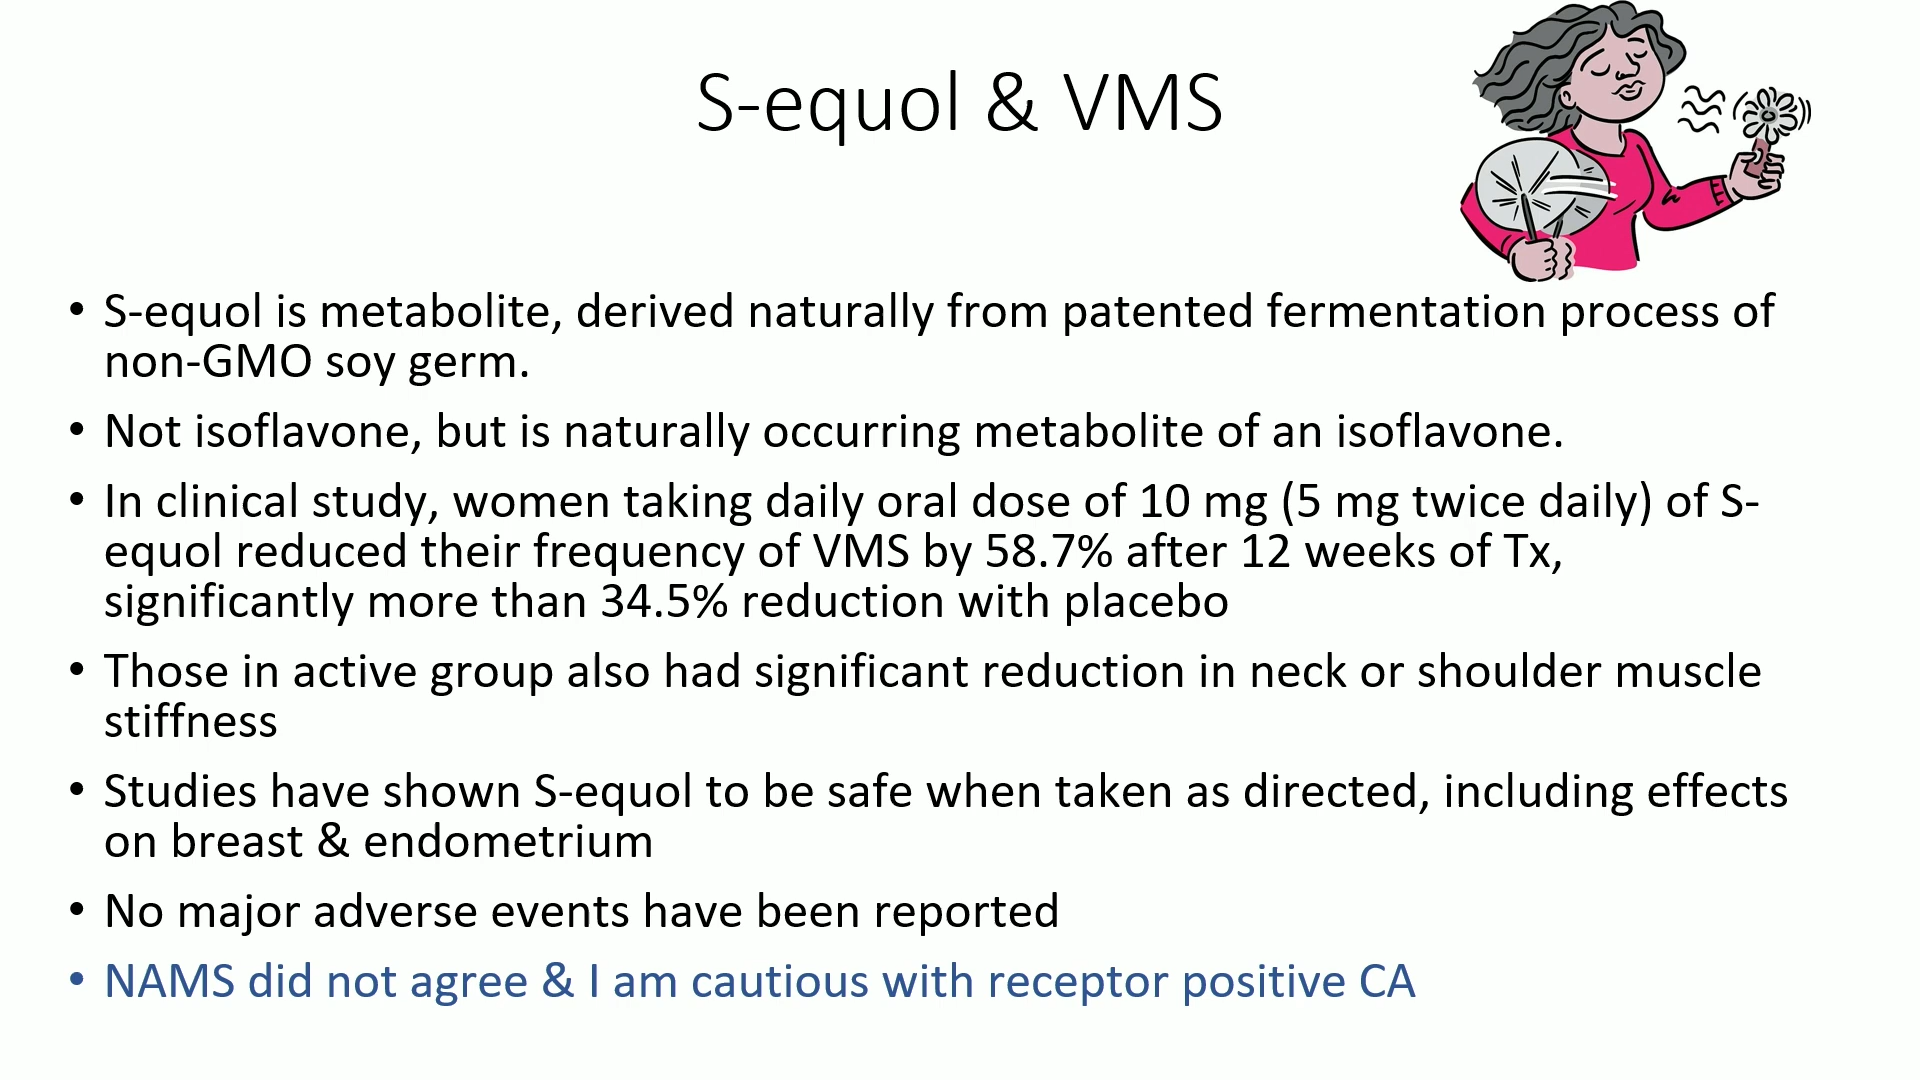 S-equol & VMS
• S-equol is metabolite, derived naturally from patented fermentation process of
non-GMO soy germ.
• Not isoflavone, but is naturally occurring metabolite of an isoflavone.
• In clinical study, women taking daily oral dose of 10 mg (5 mg twice daily) of S-
equol reduced their frequency of VMS by 58.7% after 12 weeks of Tx,
significantly more than 34.5% reduction with placebo
• Those in active group also had significant reduction in neck or shoulder muscle
stiffness
• Studies have shown S-equol to be safe when taken as directed, including effects
on breast & endometrium
• No major adverse events have been reported
• NAMS did not agree & I am cautious with receptor positive CA